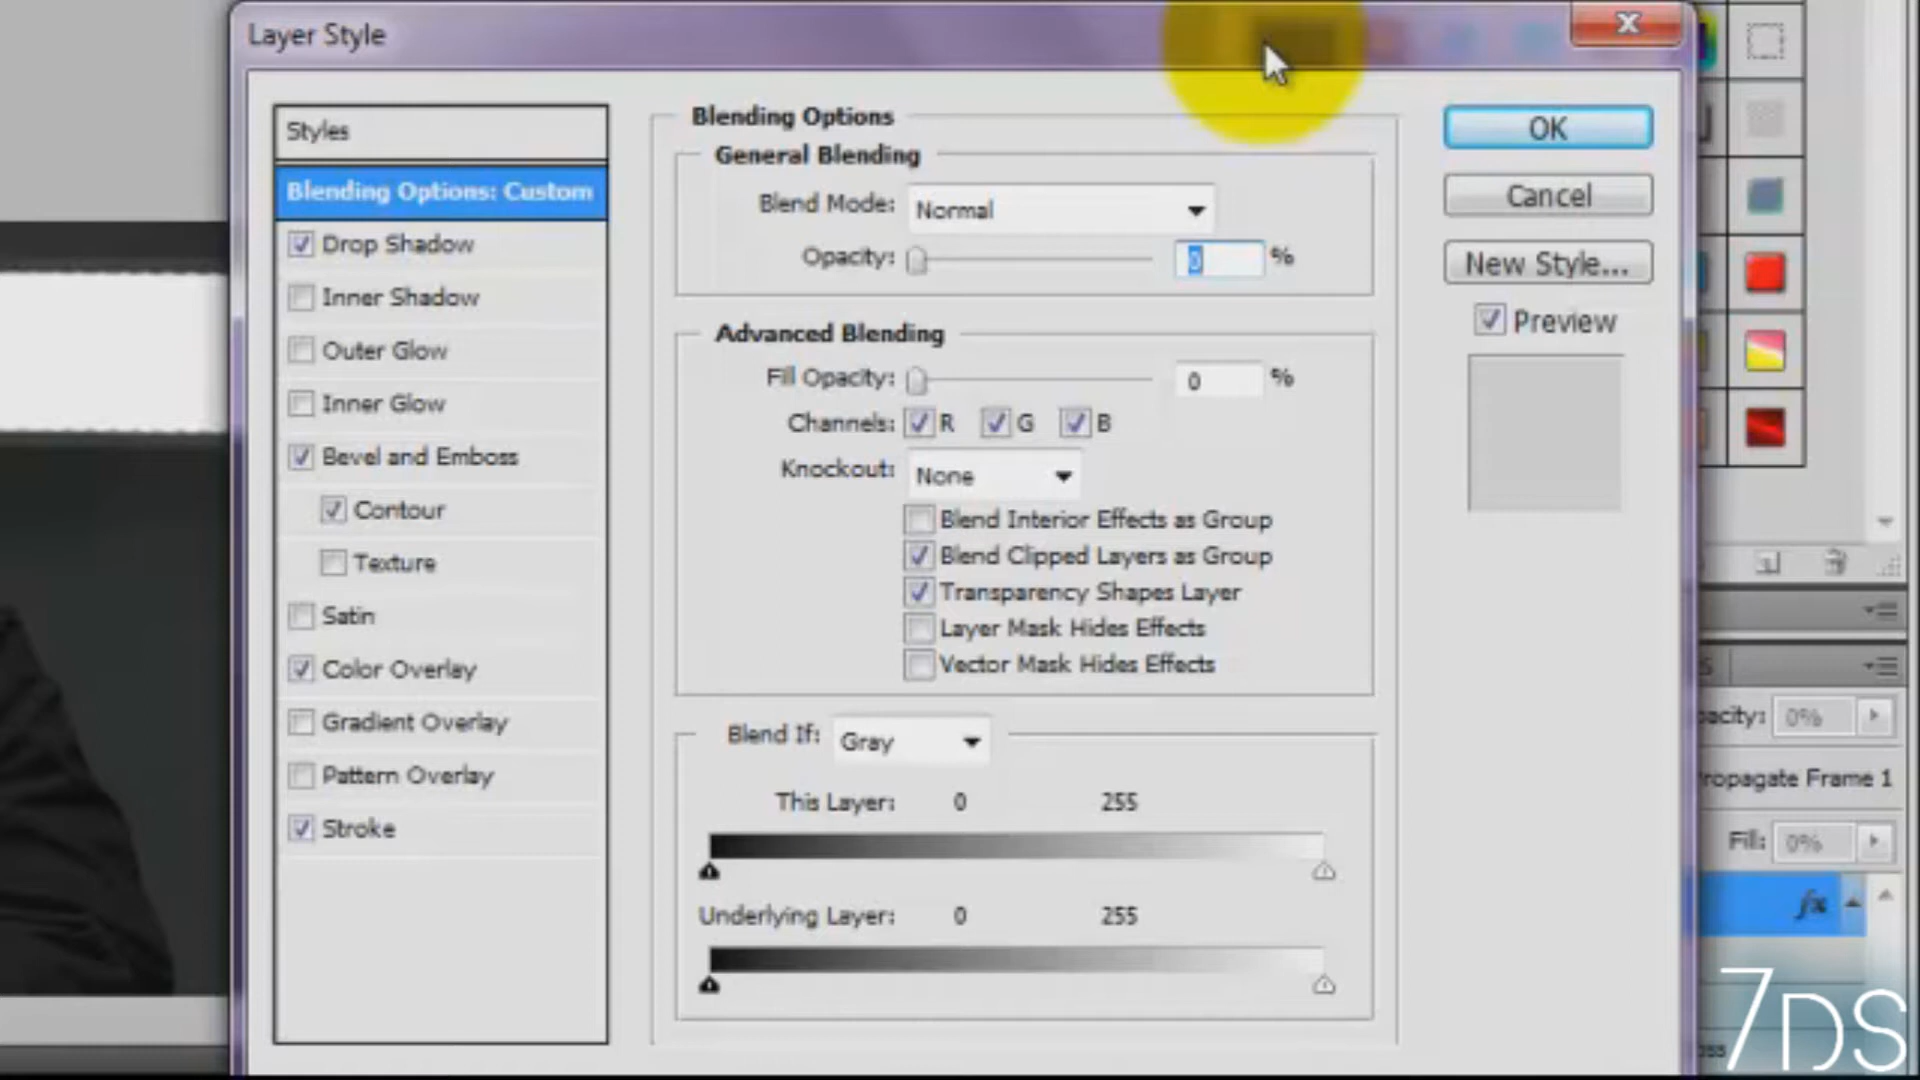 Layer Style
Styles
Blending Options: Custom
Drop Shadow
Inner Shadow
Outer Glow
Inner Glow
Bevel and Emboss
Contour
Texture
Satin
Color Overlay
Gradient Overlay
Pattern Overlay
Stroke
Blending Options
General Blending
Blend Mode: Normal
Opacity: 0 %
Advanced Blending
Fill Opacity: 0 %
Channels: R G B
Knockout: None
Blend Interior Effects as Group
Blend Clipped Layers as Group
Transparency Shapes Layer
Layer Mask Hides Effects
Vector Mask Hides Effects
Blend If: Gray
This Layer: 0 255
Underlying Layer: 0 255
OK
Cancel
New Style...
Preview
pacity: 0%
ropagate Frame 1
Fill: 0%
fx
7DS